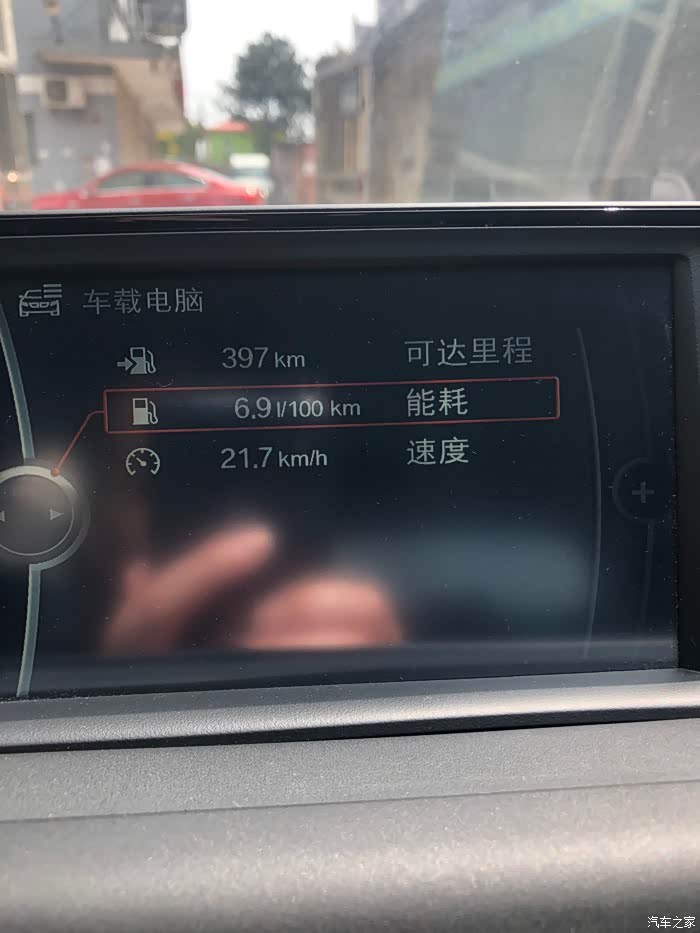 车载电脑
397 km 可达里程
6.9 l/100 km 能耗
21.7 km/h 速度
+
汽车之家